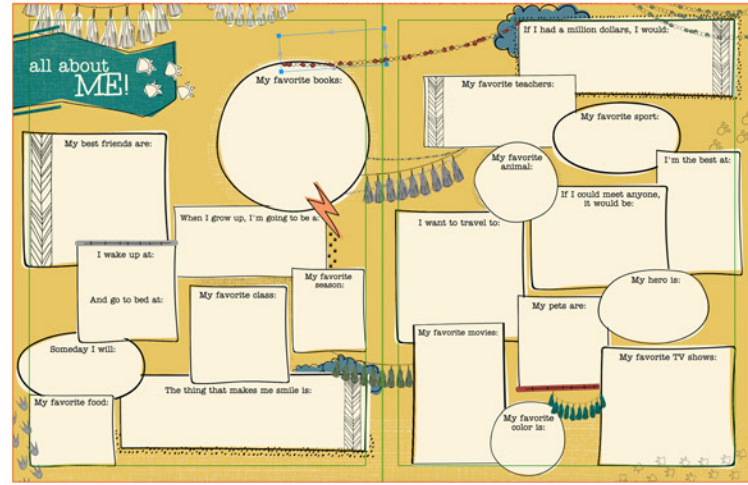 all about
ME!
My favorite books:
My best friends are:
When I grow up, I'm going to be a:
I wake up at:
And go to bed at:
My favorite class:
My favorite
season:
Someday I will:
The thing that makes me smile is:
My favorite food:
If I had a million dollars, I would:
My favorite teachers:
My favorite sport:
My favorite
animal:
I'm the best at:
If I could meet anyone,
it would be:
I want to travel to:
My hero is:
My pets are:
My favorite movies:
My favorite TV shows:
My favorite
color is: